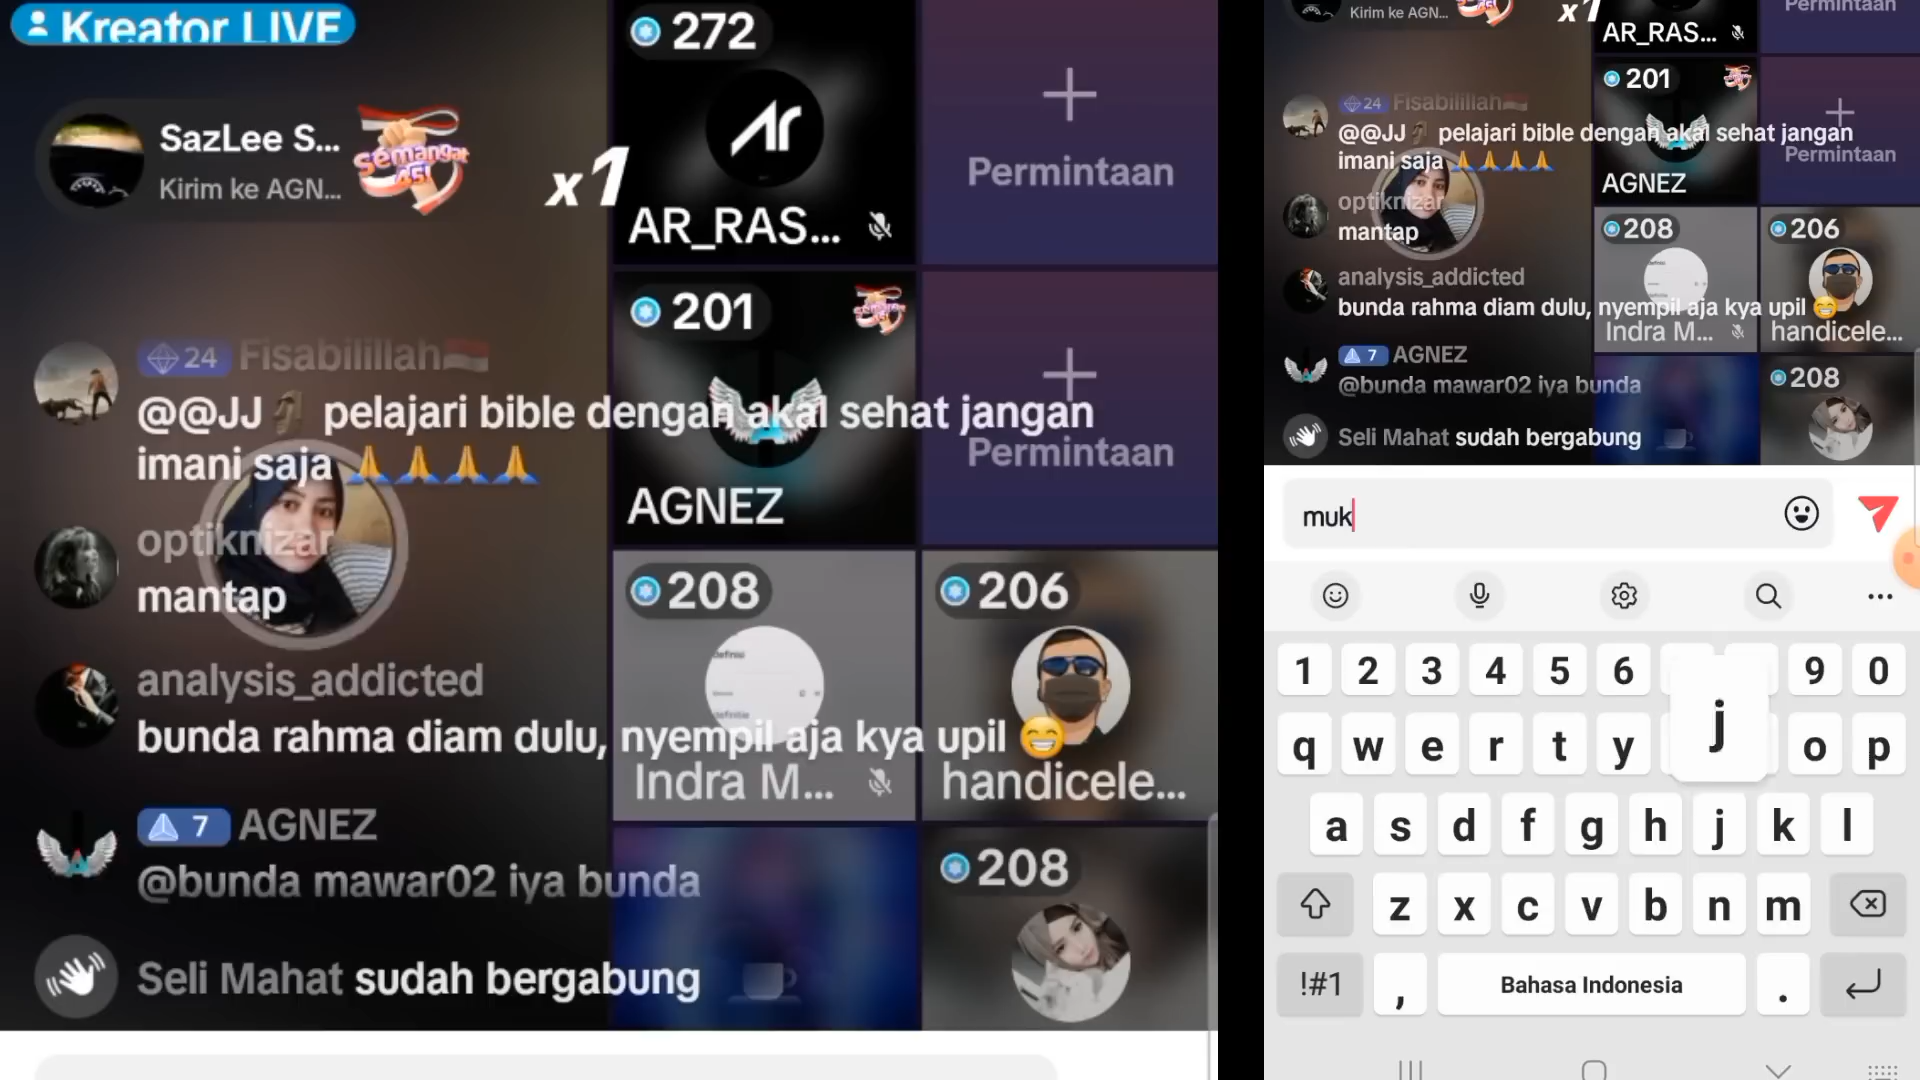 Kreator LIVE
SazLee S...
Kirim ke AGN...
Semangat
45!
x1
272
AR_RAS...
Permintaan
201
AGNEZ
Permintaan
24 Fisabilillah
@@JJ🗿 pelajari bible dengan akal sehat jangan
imani saja 🙏🙏🙏🙏
optiknizar
mantap
analysis_addicted
bunda rahma diam dulu, nyempil aja kya upil 😁
208
Indra M...
206
handicele...
7 AGNEZ
@bunda mawar02 iya bunda
208
Seli Mahat sudah bergabung
Kirim ke AGN...
x1
AR_RAS...
Permintaan
201
AGNEZ
Permintaan
24 Fisabilillah
@@JJ🗿 pelajari bible dengan akal sehat jangan
imani saja 🙏🙏🙏🙏
optiknizar
mantap
analysis_addicted
bunda rahma diam dulu, nyempil aja kya upil 😁
208
Indra M...
206
handicele...
7 AGNEZ
@bunda mawar02 iya bunda
208
Seli Mahat sudah bergabung
muk
1 2 3 4 5 6 9 0
j
q w e r t y o p
a s d f g h j k l
z x c v b n m
!#1 , Bahasa Indonesia .